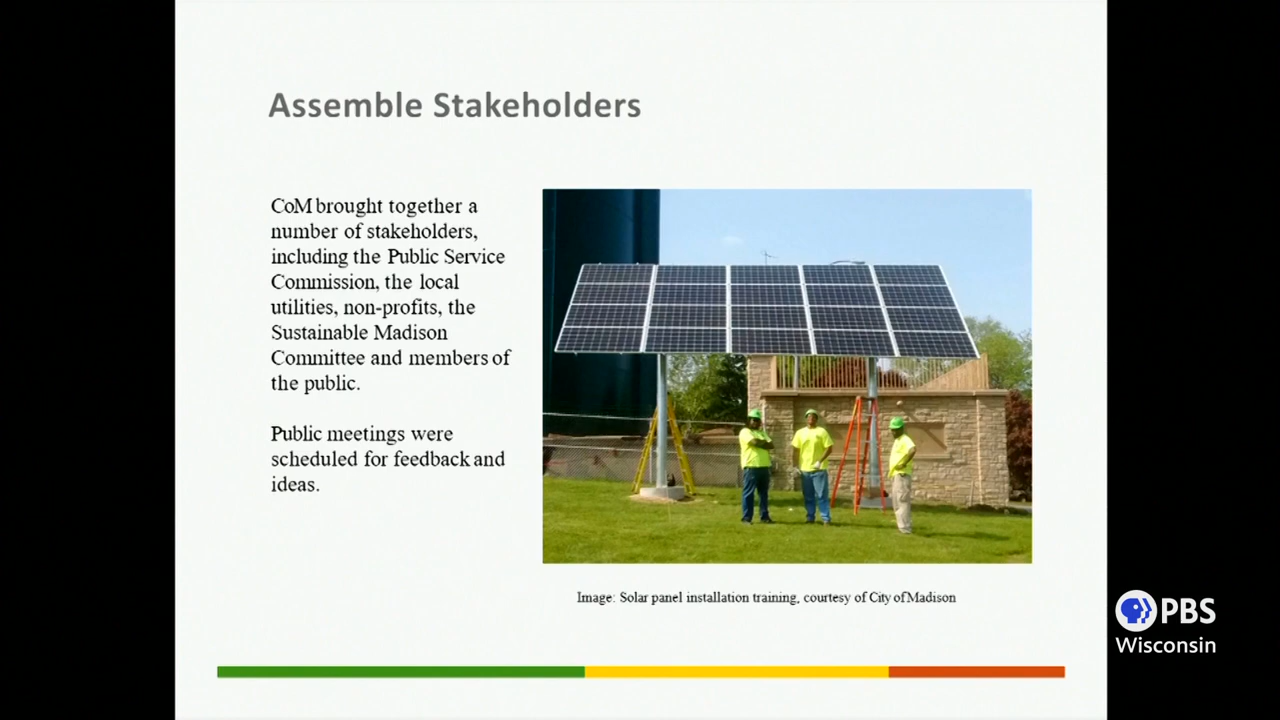 Assemble Stakeholders
CoM brought together a
number of stakeholders,
including the Public Service
Commission, the local
utilities, non-profits, the
Sustainable Madison
Committee and members of
the public.
Public meetings were
scheduled for feedback and
ideas.
Image: Solar panel installation training, courtesy of City of Madison
PBS
Wisconsin